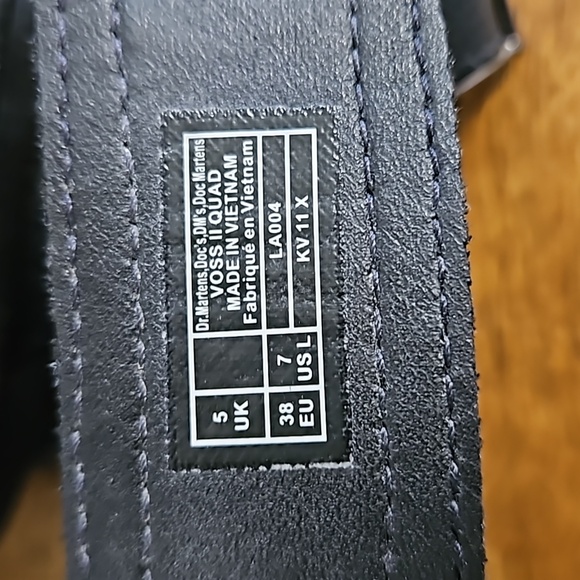 Dr.Martens,Doc's,DM's,Doc Martens
VOSS II QUAD
MADE IN VIETNAM
Fabriqué en Vietnam
5
UK
LA004
KV 11 X
38
EU
7
US L